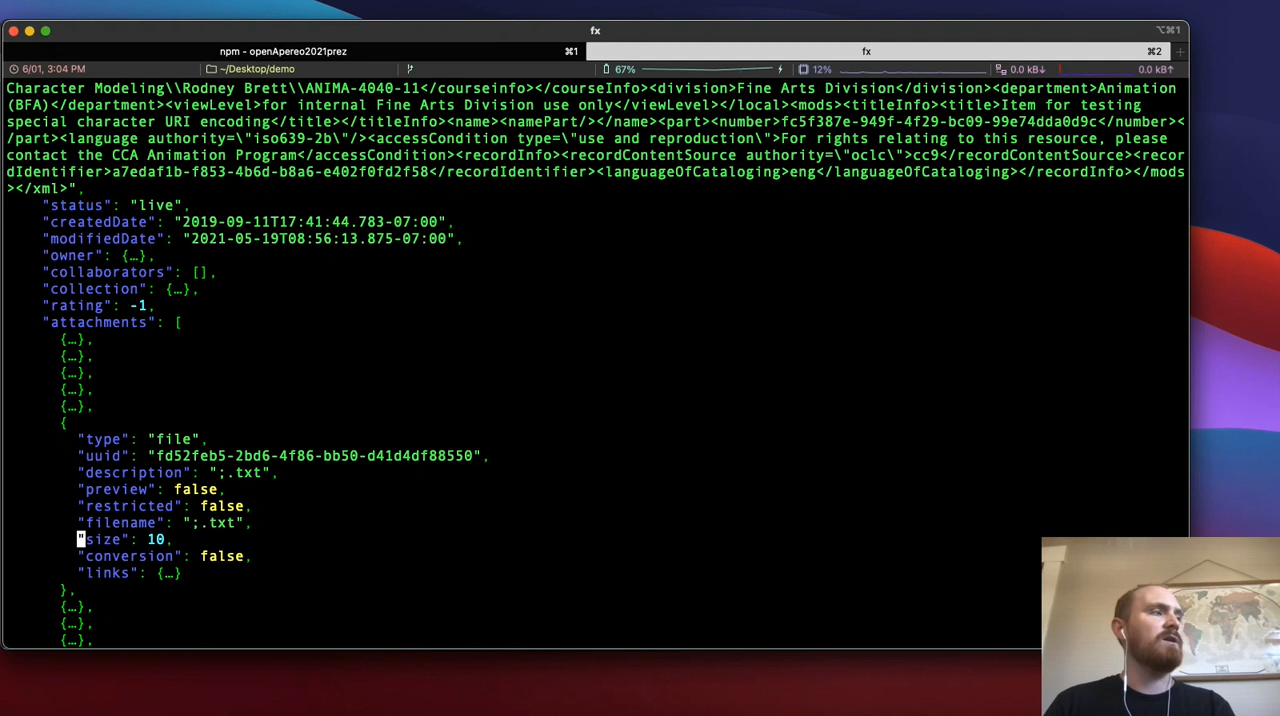 fx
⌥⌘1
npm - openApereo2021prez ⌘1 fx ⌘2 +
6/01, 3:04 PM ~/Desktop/demo 67% 12% 0.0 kB↓ 0.0 kB↑
Character Modeling\\Rodney Brett\\ANIMA-4040-11</courseinfo></courseInfo><division>Fine Arts Division</division><department>Animation
(BFA)</department><viewLevel>for internal Fine Arts Division use only</viewLevel></local><mods><titleInfo><title>Item for testing
special character URI encoding</title></titleInfo><name><namePart/></name><part><number>fc5f387e-949f-4f29-bc09-99e74dda0d9c</number><
/part><language authority=\"iso639-2b\"/><accessCondition type=\"use and reproduction\">For rights relating to this resource, please
contact the CCA Animation Program</accessCondition><recordInfo><recordContentSource authority=\"oclc\">cc9</recordContentSource><recor
dIdentifier>a7edaf1b-f853-4b6d-b8a6-e402f0fd2f58</recordIdentifier><languageOfCataloging>eng</languageOfCataloging></recordInfo></mods
></xml>",
"status": "live",
"createdDate": "2019-09-11T17:41:44.783-07:00",
"modifiedDate": "2021-05-19T08:56:13.875-07:00",
"owner": {…},
"collaborators": [],
"collection": {…},
"rating": -1,
"attachments": [
{…},
{…},
{…},
{…},
{…},
{
"type": "file",
"uuid": "fd52feb5-2bd6-4f86-bb50-d41d4df88550",
"description": ";.txt",
"preview": false,
"restricted": false,
"filename": ";.txt",
"size": 10,
"conversion": false,
"links": {…}
},
{…},
{…},
{…},